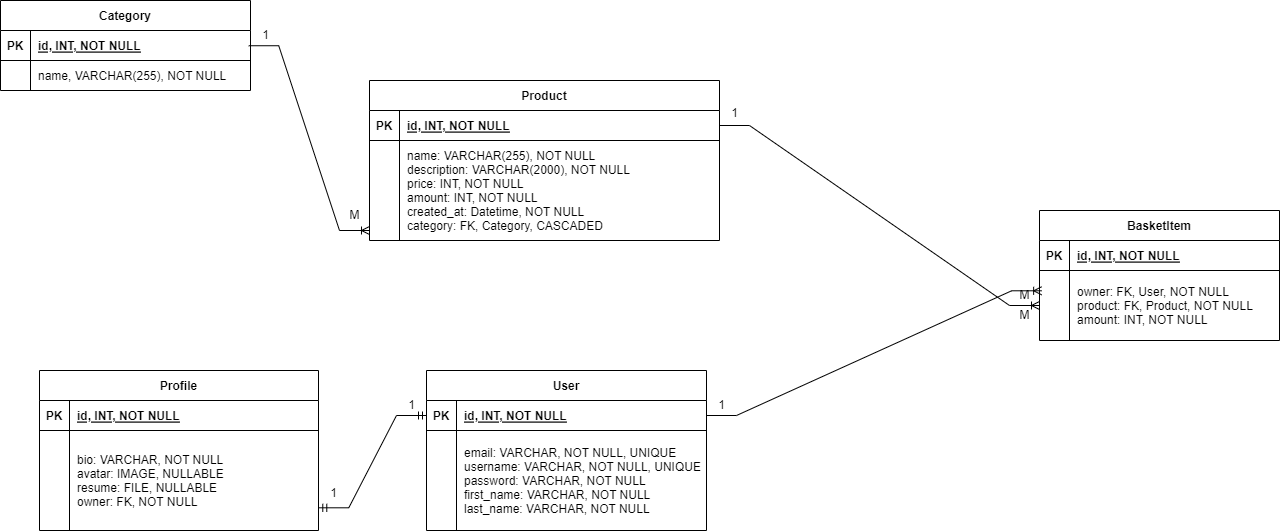 Category
PK id, INT, NOT NULL
name, VARCHAR(255), NOT NULL
1
M
Product
PK id, INT, NOT NULL
name: VARCHAR(255), NOT NULL
description: VARCHAR(2000), NOT NULL
price: INT, NOT NULL
amount: INT, NOT NULL
created_at: Datetime, NOT NULL
category: FK, Category, CASCADED
1
M
M
BasketItem
PK id, INT, NOT NULL
owner: FK, User, NOT NULL
product: FK, Product, NOT NULL
amount: INT, NOT NULL
Profile
PK id, INT, NOT NULL
bio: VARCHAR, NOT NULL
avatar: IMAGE, NULLABLE
resume: FILE, NULLABLE
owner: FK, NOT NULL
1
1
User
PK id, INT, NOT NULL
email: VARCHAR, NOT NULL, UNIQUE
username: VARCHAR, NOT NULL, UNIQUE
password: VARCHAR, NOT NULL
first_name: VARCHAR, NOT NULL
last_name: VARCHAR, NOT NULL
1